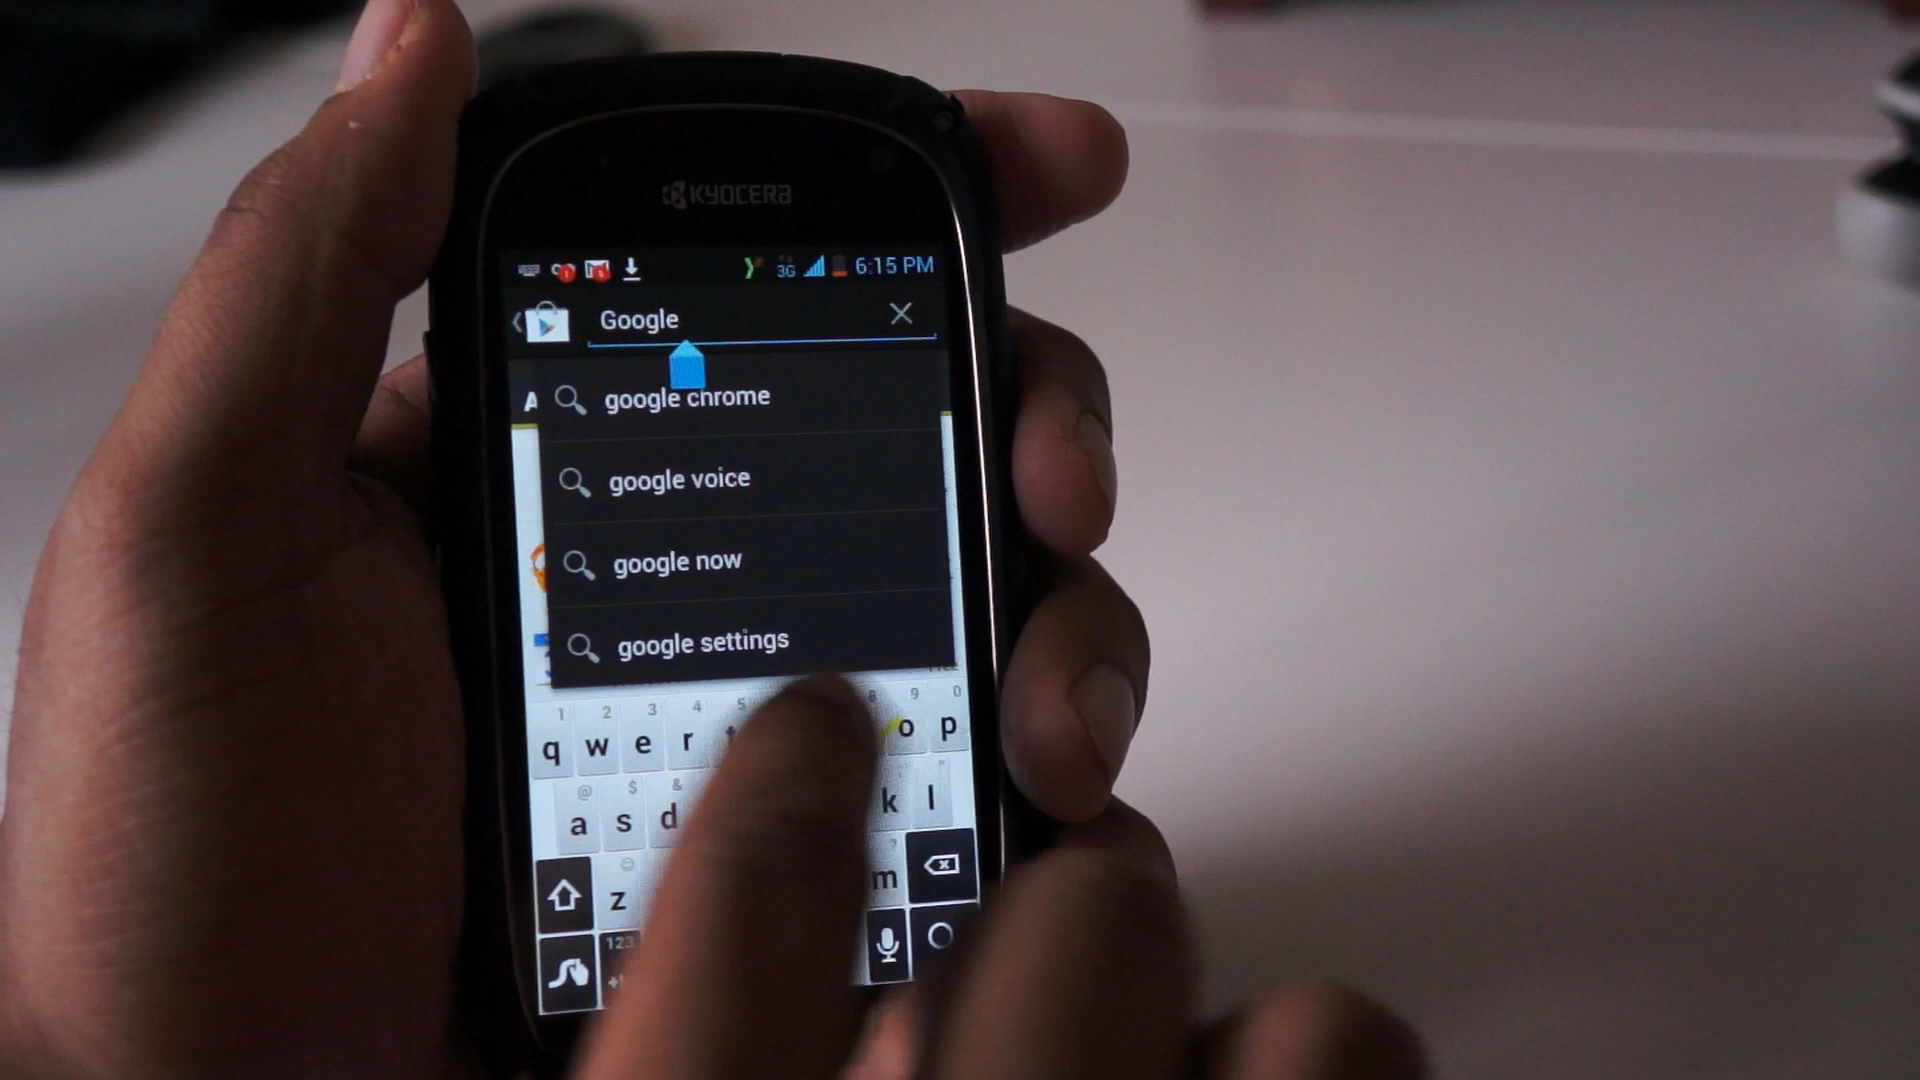 KYOCERA
3G 6:15 PM
Google
A
google chrome
google voice
google now
google settings
1 2 3 4 5 8 9 0
q w e r t o p
@ $ &
a s d k l
z m
123